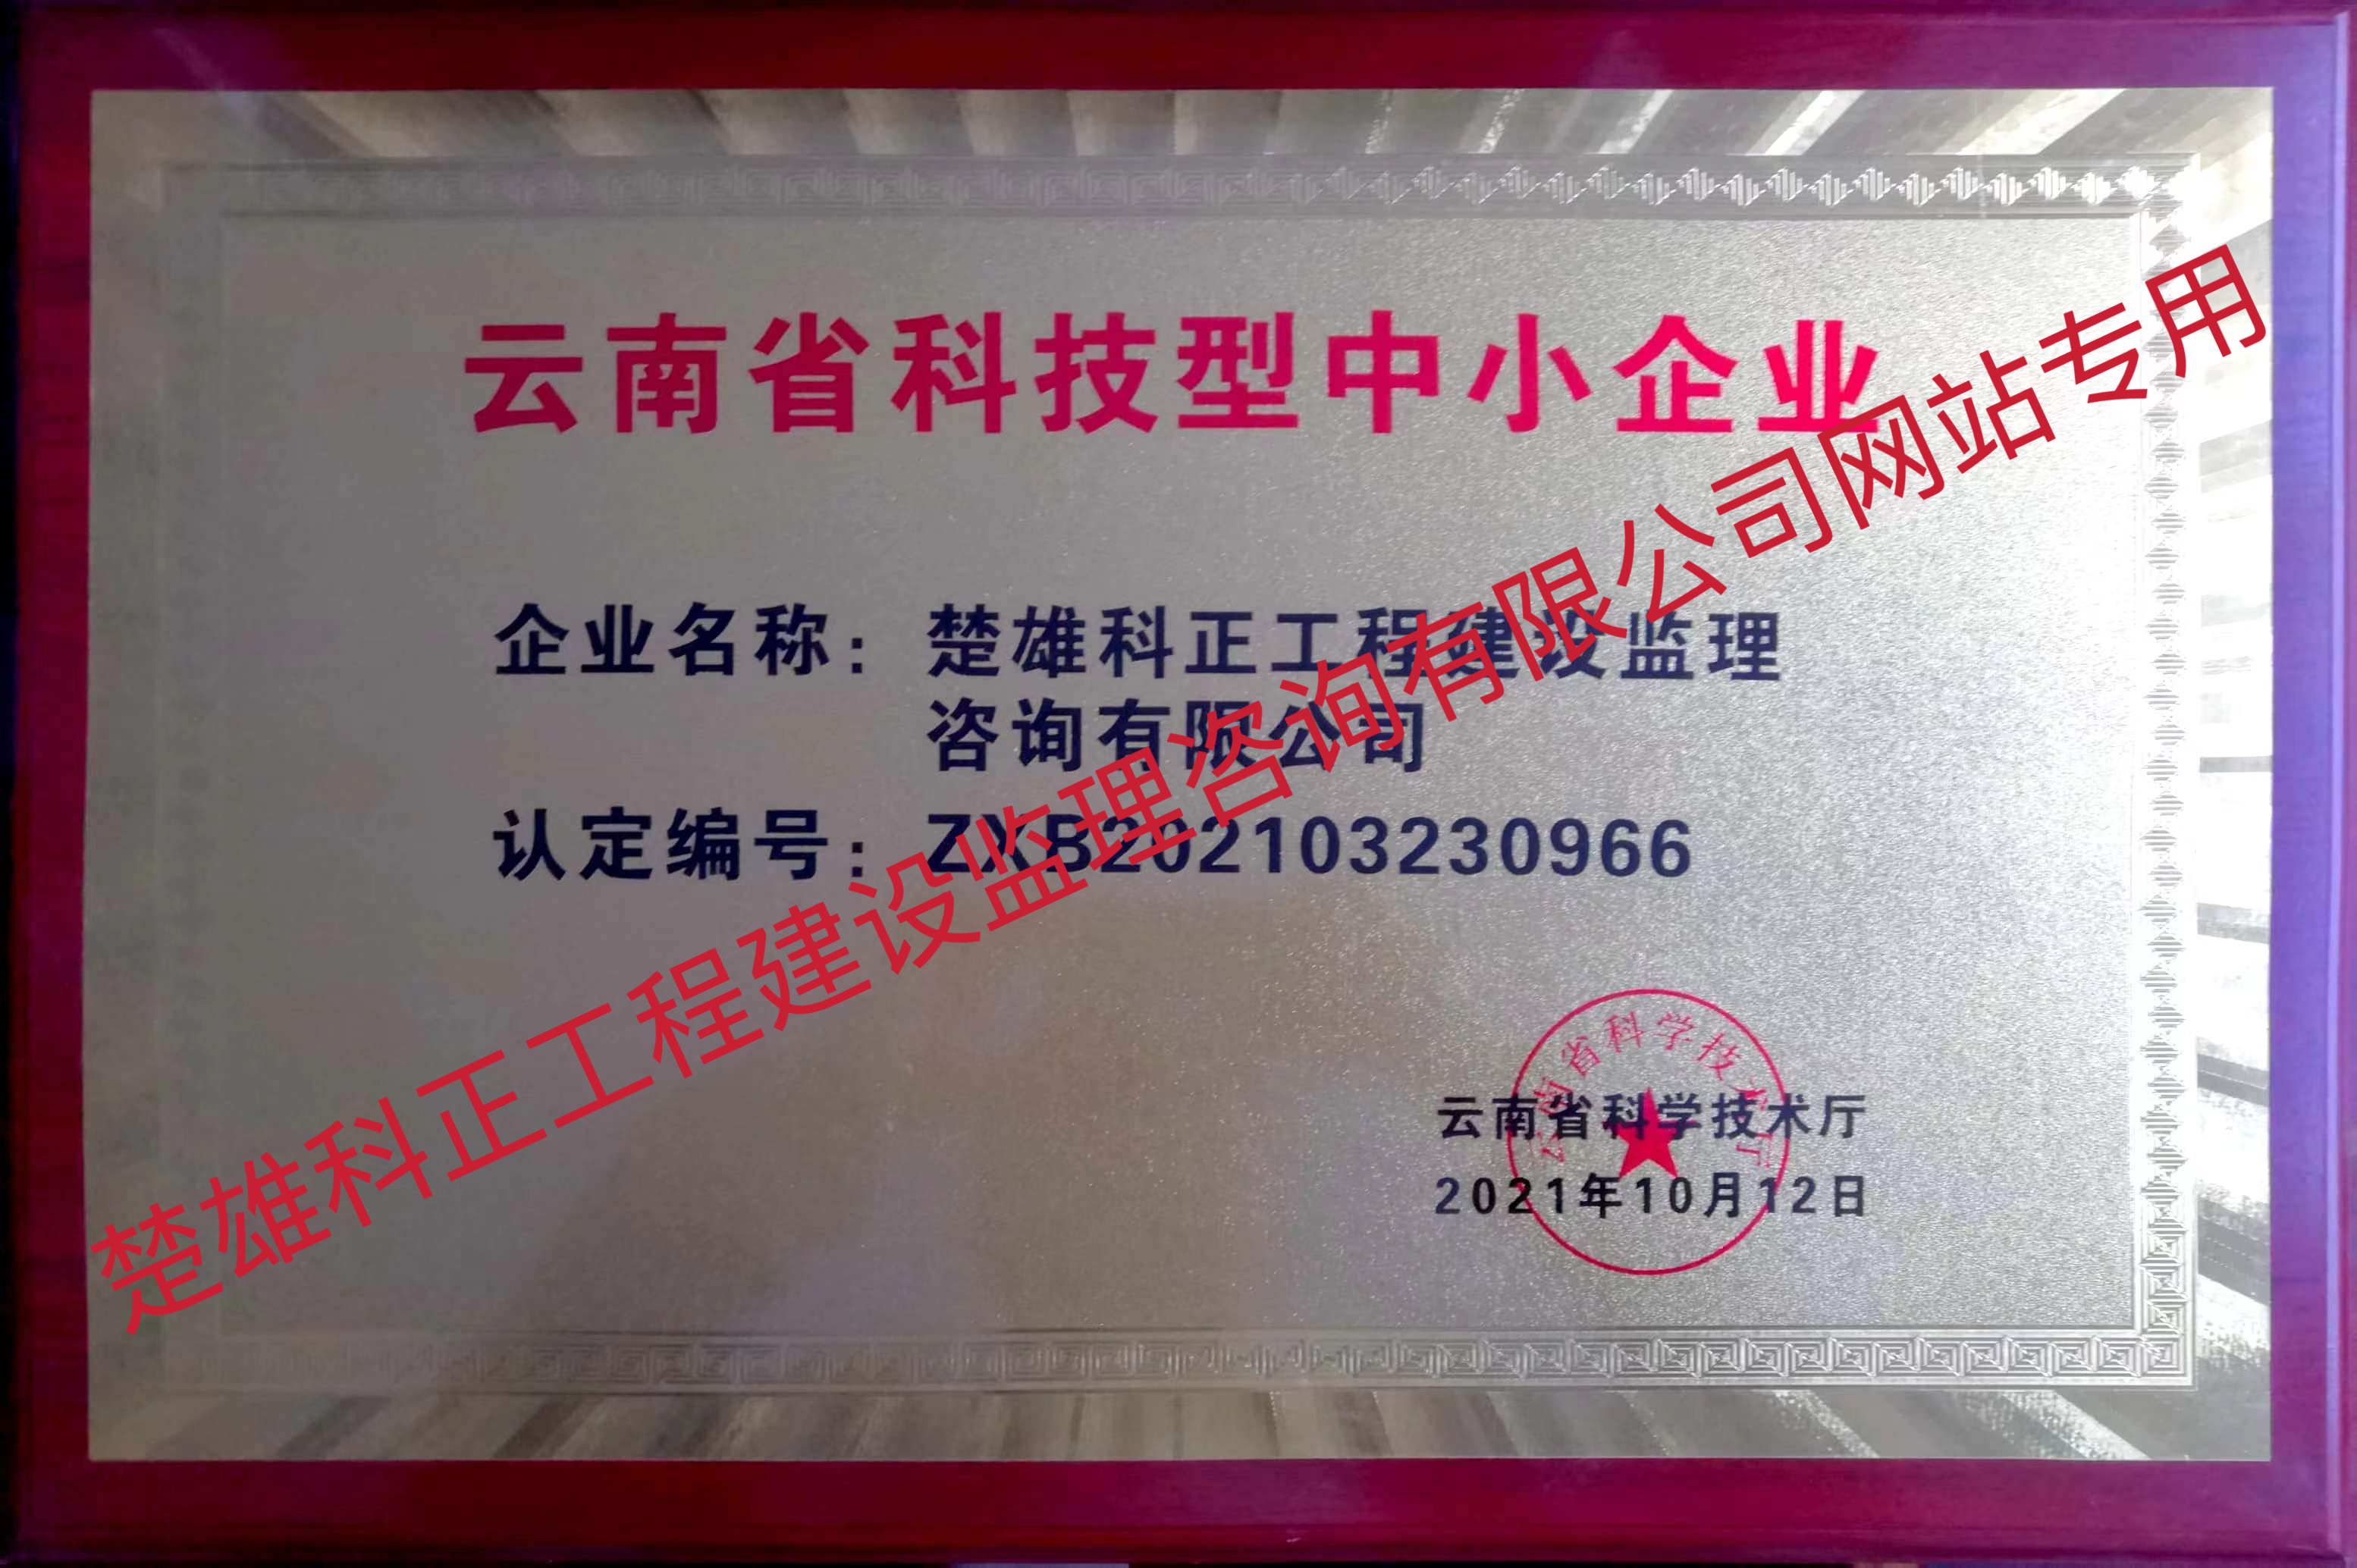 云南省科技型中小企业
企业名称：楚雄科正工程建设监理
咨询有限公司
认定编号：ZXB202103230966
云南省科学技术厅
云南省科学技术厅
2021年10月12日
楚雄科正工程建设监理咨询有限公司网站专用